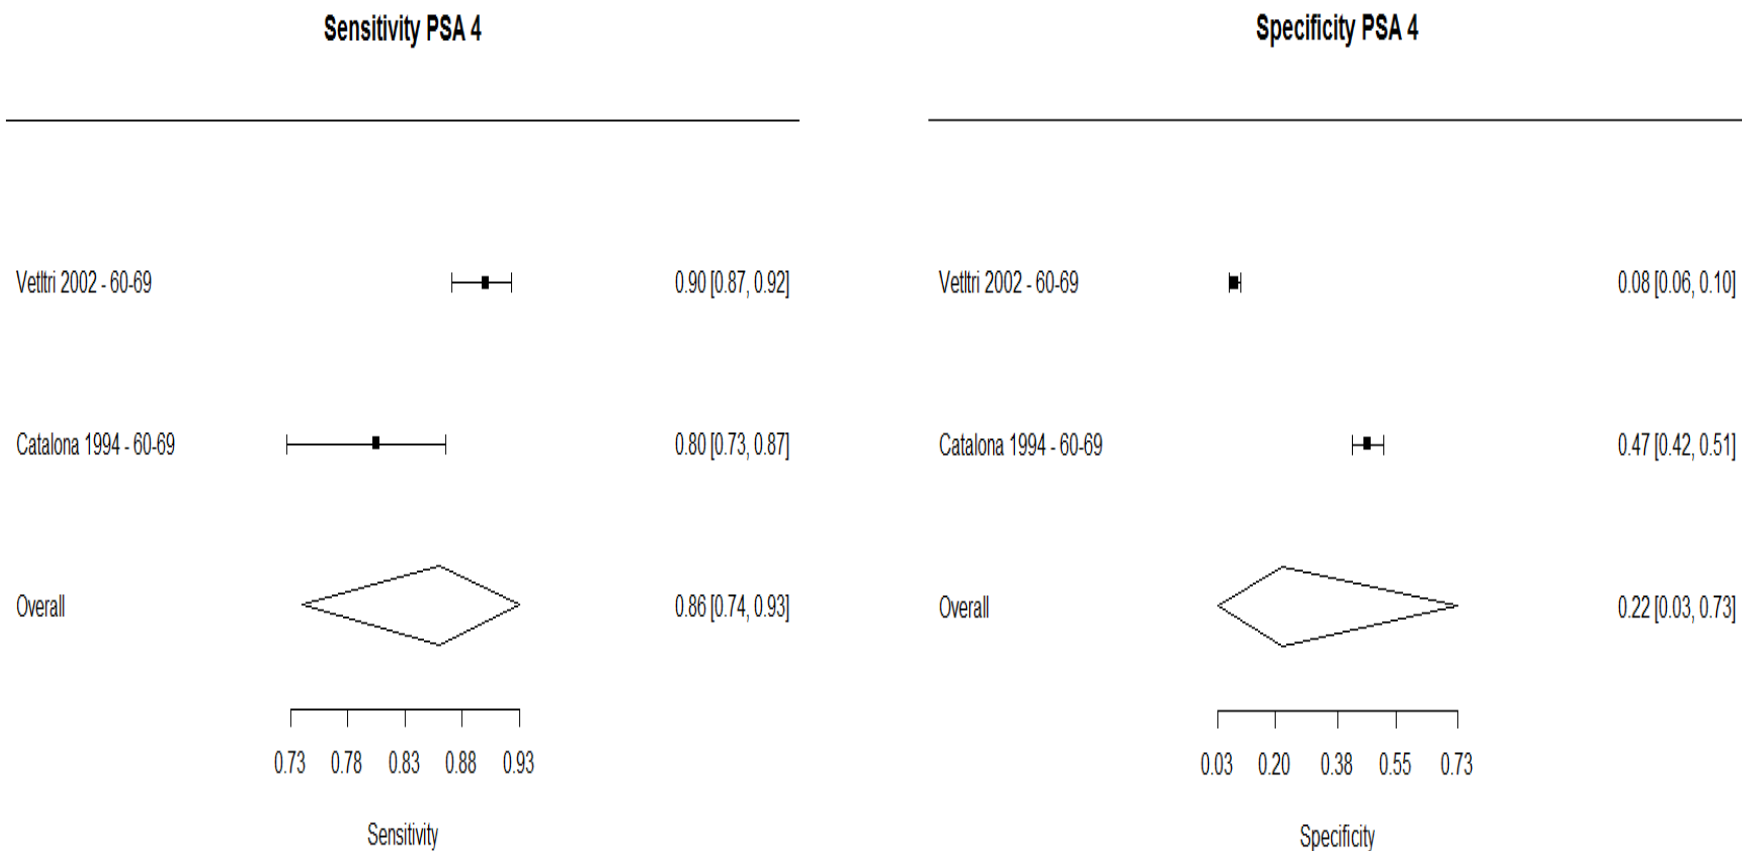 Sensitivity PSA 4
Vetltri 2002 - 60-69 0.90 [0.87, 0.92]
Catalona 1994 - 60-69 0.80 [0.73, 0.87]
Overall 0.86 [0.74, 0.93]
0.73 0.78 0.83 0.88 0.93
Sensitivity
Specificity PSA 4
Vetltri 2002 - 60-69 0.08 [0.06, 0.10]
Catalona 1994 - 60-69 0.47 [0.42, 0.51]
Overall 0.22 [0.03, 0.73]
0.03 0.20 0.38 0.55 0.73
Specificity